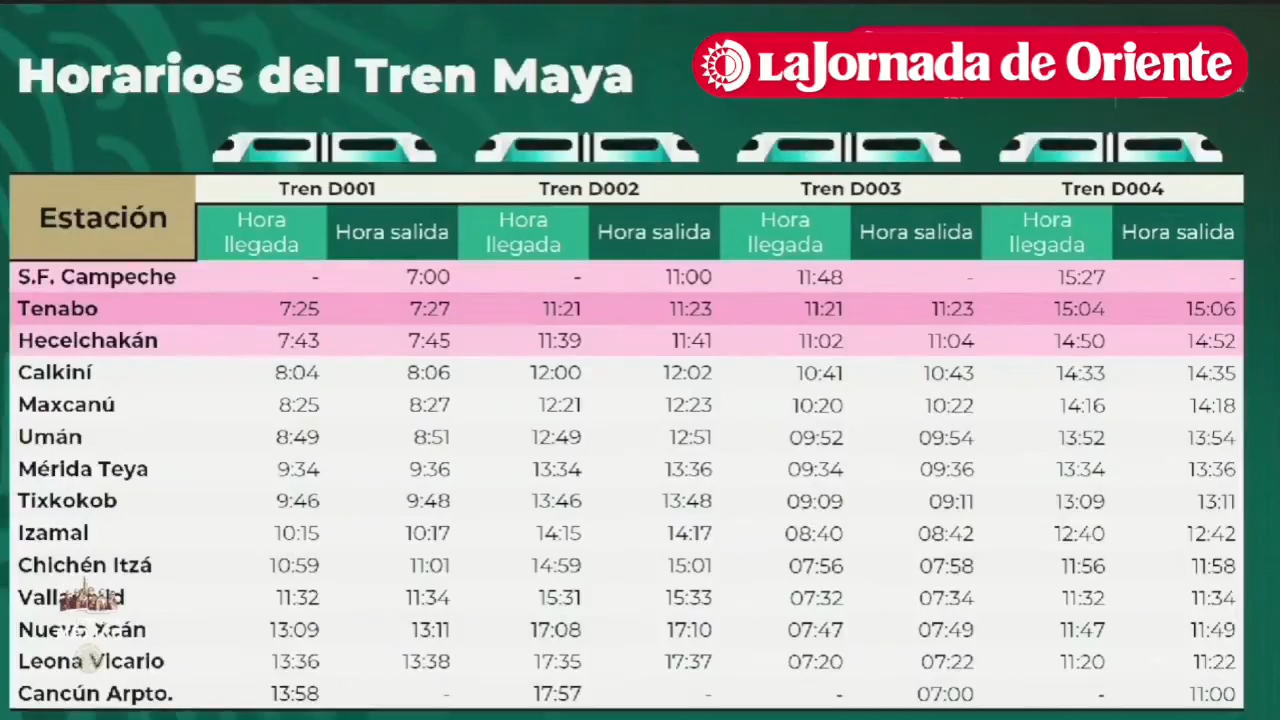 LaJornada de Oriente
Horarios del Tren Maya
Estación Tren D001 Tren D002 Tren D003 Tren D004
Hora llegada Hora salida Hora llegada Hora salida Hora llegada Hora salida Hora llegada Hora salida
S.F. Campeche - 7:00 - 11:00 11:48 - 15:27 -
Tenabo 7:25 7:27 11:21 11:23 11:21 11:23 15:04 15:06
Hecelchakán 7:43 7:45 11:39 11:41 11:02 11:04 14:50 14:52
Calkiní 8:04 8:06 12:00 12:02 10:41 10:43 14:33 14:35
Maxcanú 8:25 8:27 12:21 12:23 10:20 10:22 14:16 14:18
Umán 8:49 8:51 12:49 12:51 09:52 09:54 13:52 13:54
Mérida Teya 9:34 9:36 13:34 13:36 09:34 09:36 13:34 13:36
Tixkokob 9:46 9:48 13:46 13:48 09:09 09:11 13:09 13:11
Izamal 10:15 10:17 14:15 14:17 08:40 08:42 12:40 12:42
Chichén Itzá 10:59 11:01 14:59 15:01 07:56 07:58 11:56 11:58
11:32 11:34 15:31 15:33 07:32 07:34 11:32 11:34
Nuevo Xcán 13:09 13:11 17:08 17:10 07:47 07:49 11:47 11:49
Leona Vicario 13:36 13:38 17:35 17:37 07:20 07:22 11:20 11:22
Cancún Arpto. 13:58 - 17:57 - - 07:00 - 11:00